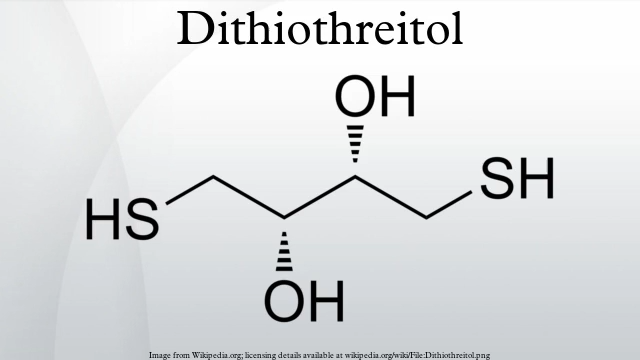 Dithiothreitol
OH
SH
HS
OH
Image from Wikipedia.org; licensing details available at wikipedia.org/wiki/File:Dithiothreitol.png